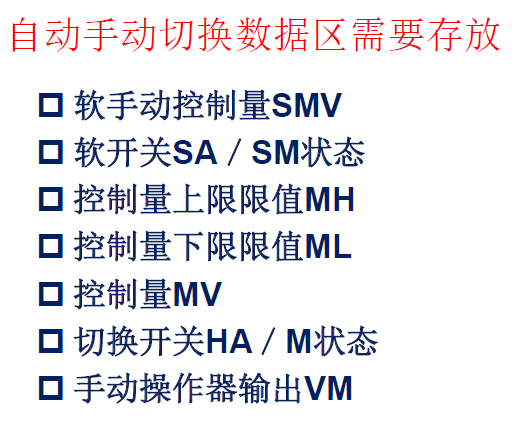 自动手动切换数据区需要存放
软手动控制量SMV
软开关SA／SM状态
控制量上限限值MH
控制量下限限值ML
控制量MV
切换开关HA／M状态
手动操作器输出VM